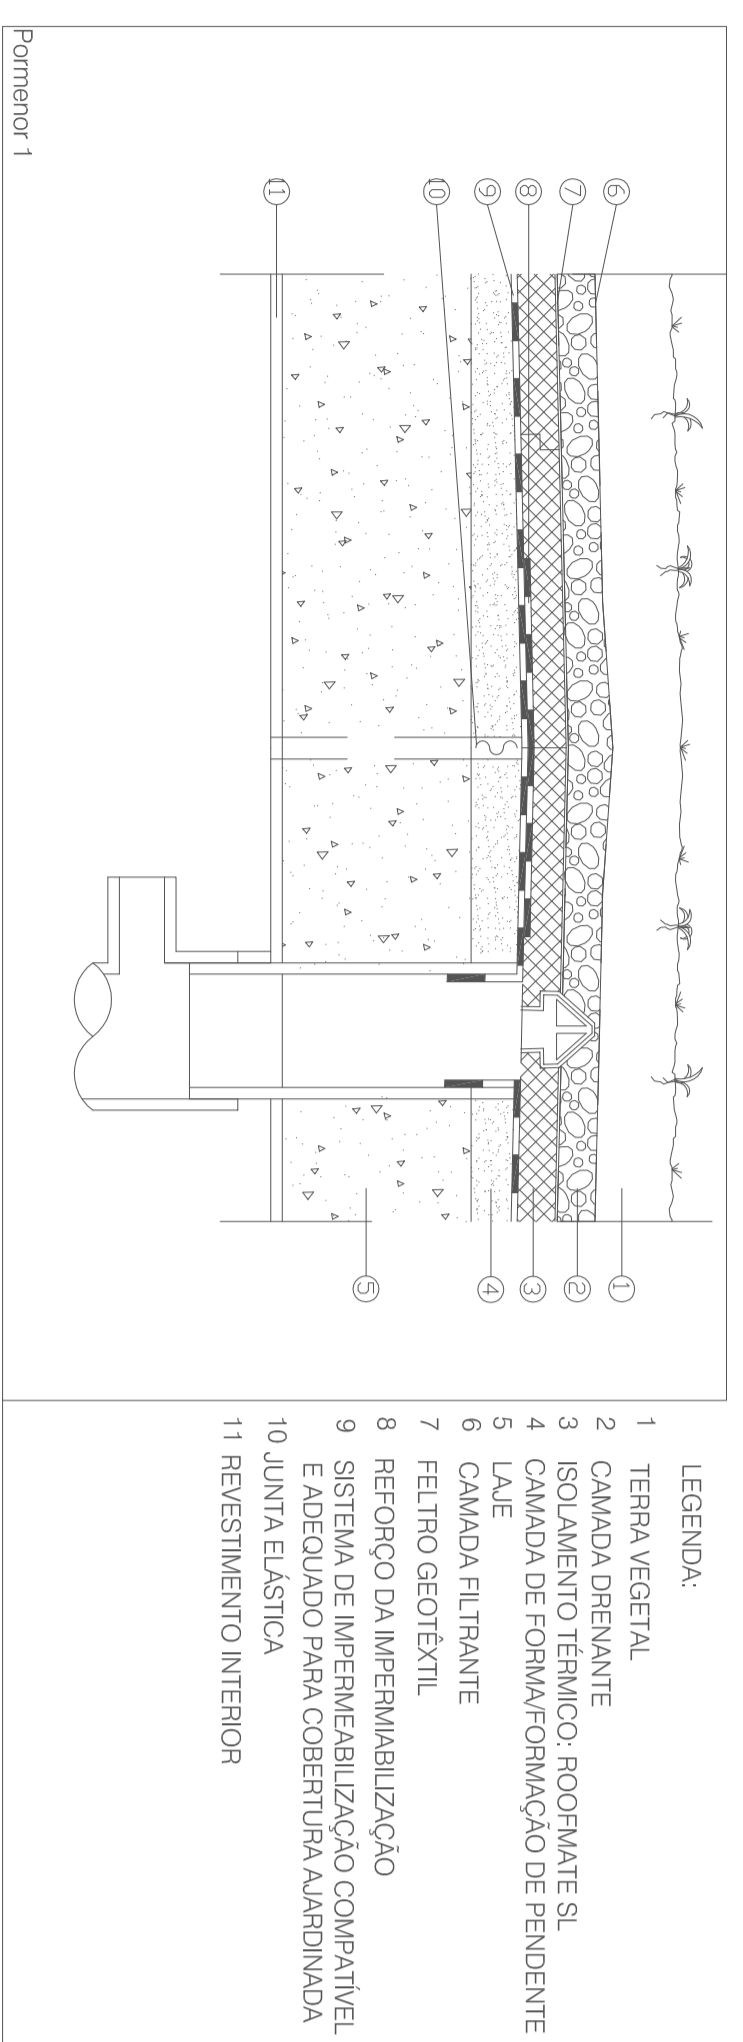 6
7
8
9
10
11
1
2
3
4
5
Pormenor 1
LEGENDA:
1 TERRA VEGETAL
2 CAMADA DRENANTE
3 ISOLAMENTO TÉRMICO: ROOFMATE SL
4 CAMADA DE FORMA/FORMAÇÃO DE PENDENTE
5 LAJE
6 CAMADA FILTRANTE
7 FELTRO GEOTÊXTIL
8 REFORÇO DA IMPERMIABILIZAÇÃO
9 SISTEMA DE IMPERMEABILIZAÇÃO COMPATÍVEL
E ADEQUADO PARA COBERTURA AJARDINADA
10 JUNTA ELÁSTICA
11 REVESTIMENTO INTERIOR